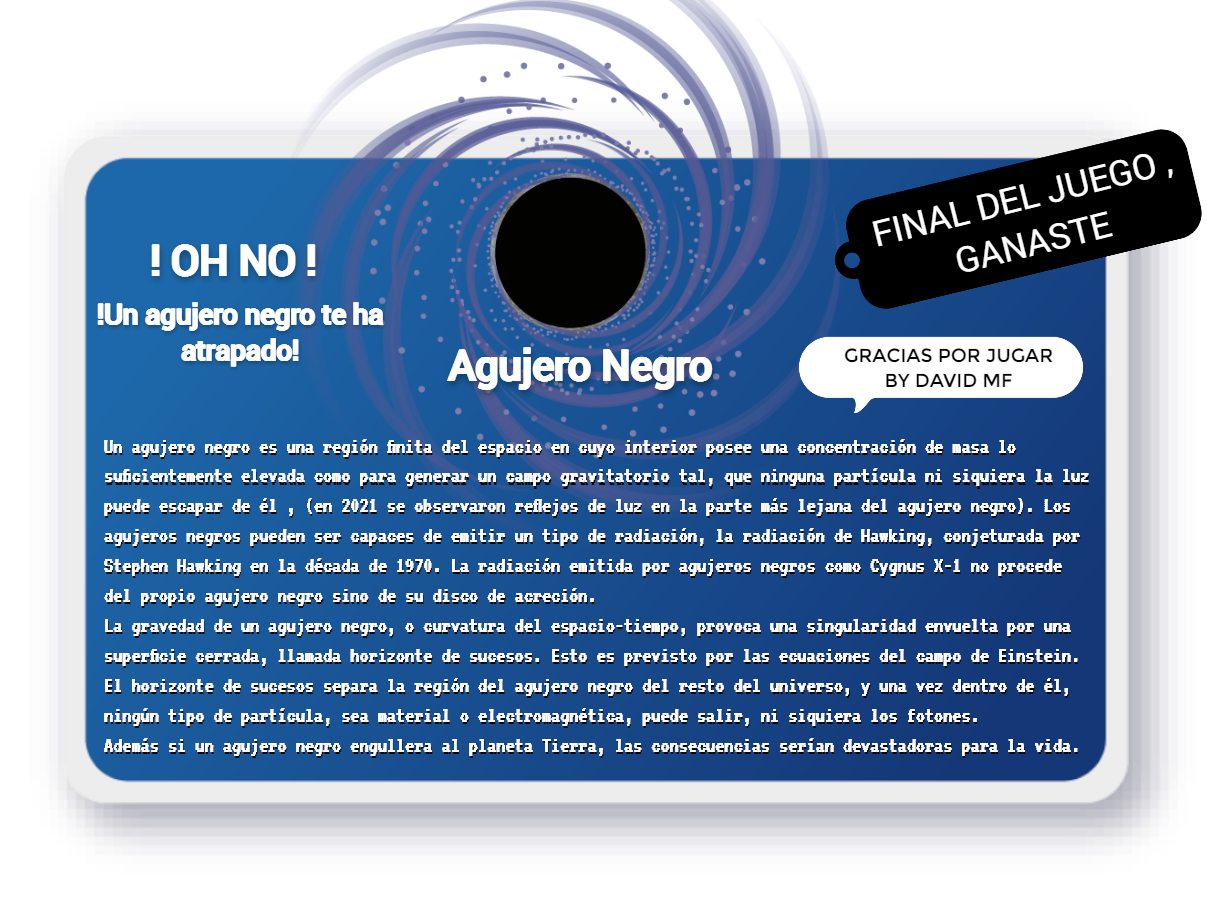 FINAL DEL JUEGO ,
GANASTE
! OH NO !
!Un agujero negro te ha
atrapado!
Agujero Negro
GRACIAS POR JUGAR
BY DAVID MF
Un agujero negro es una región finita del espacio en cuyo interior posee una concentración de masa lo
suficientemente elevada como para generar un campo gravitatorio tal, que ninguna partícula ni siquiera la luz
puede escapar de él , (en 2021 se observaron reflejos de luz en la parte más lejana del agujero negro). Los
agujeros negros pueden ser capaces de emitir un tipo de radiación, la radiación de Hawking, conjeturada por
Stephen Hawking en la década de 1970. La radiación emitida por agujeros negros como Cygnus X-1 no procede
del propio agujero negro sino de su disco de acreción.
La gravedad de un agujero negro, o curvatura del espacio-tiempo, provoca una singularidad envuelta por una
superficie cerrada, llamada horizonte de sucesos. Esto es previsto por las ecuaciones del campo de Einstein.
El horizonte de sucesos separa la región del agujero negro del resto del universo, y una vez dentro de él,
ningún tipo de partícula, sea material o electromagnética, puede salir, ni siquiera los fotones.
Además si un agujero negro engullera al planeta Tierra, las consecuencias serían devastadoras para la vida.